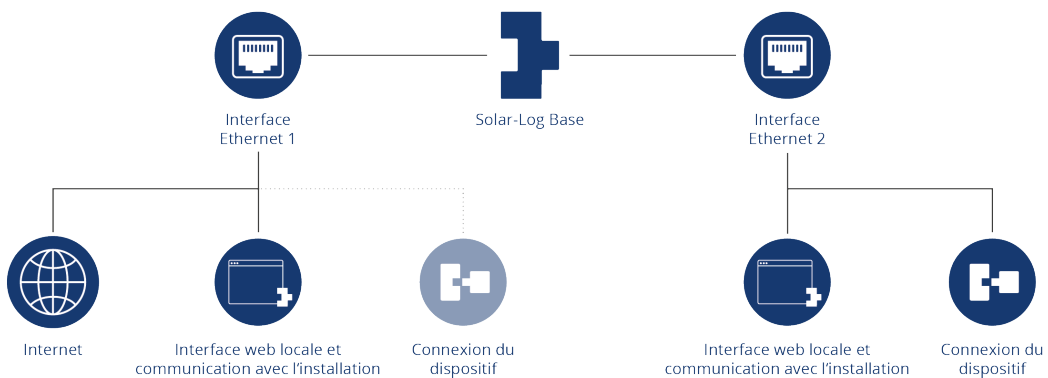 Interface
Ethernet 1
Solar-Log Base
Interface
Ethernet 2
Internet
Interface web locale et
communication avec l’installation
Connexion du
dispositif
Interface web locale et
communication avec l’installation
Connexion du
dispositif